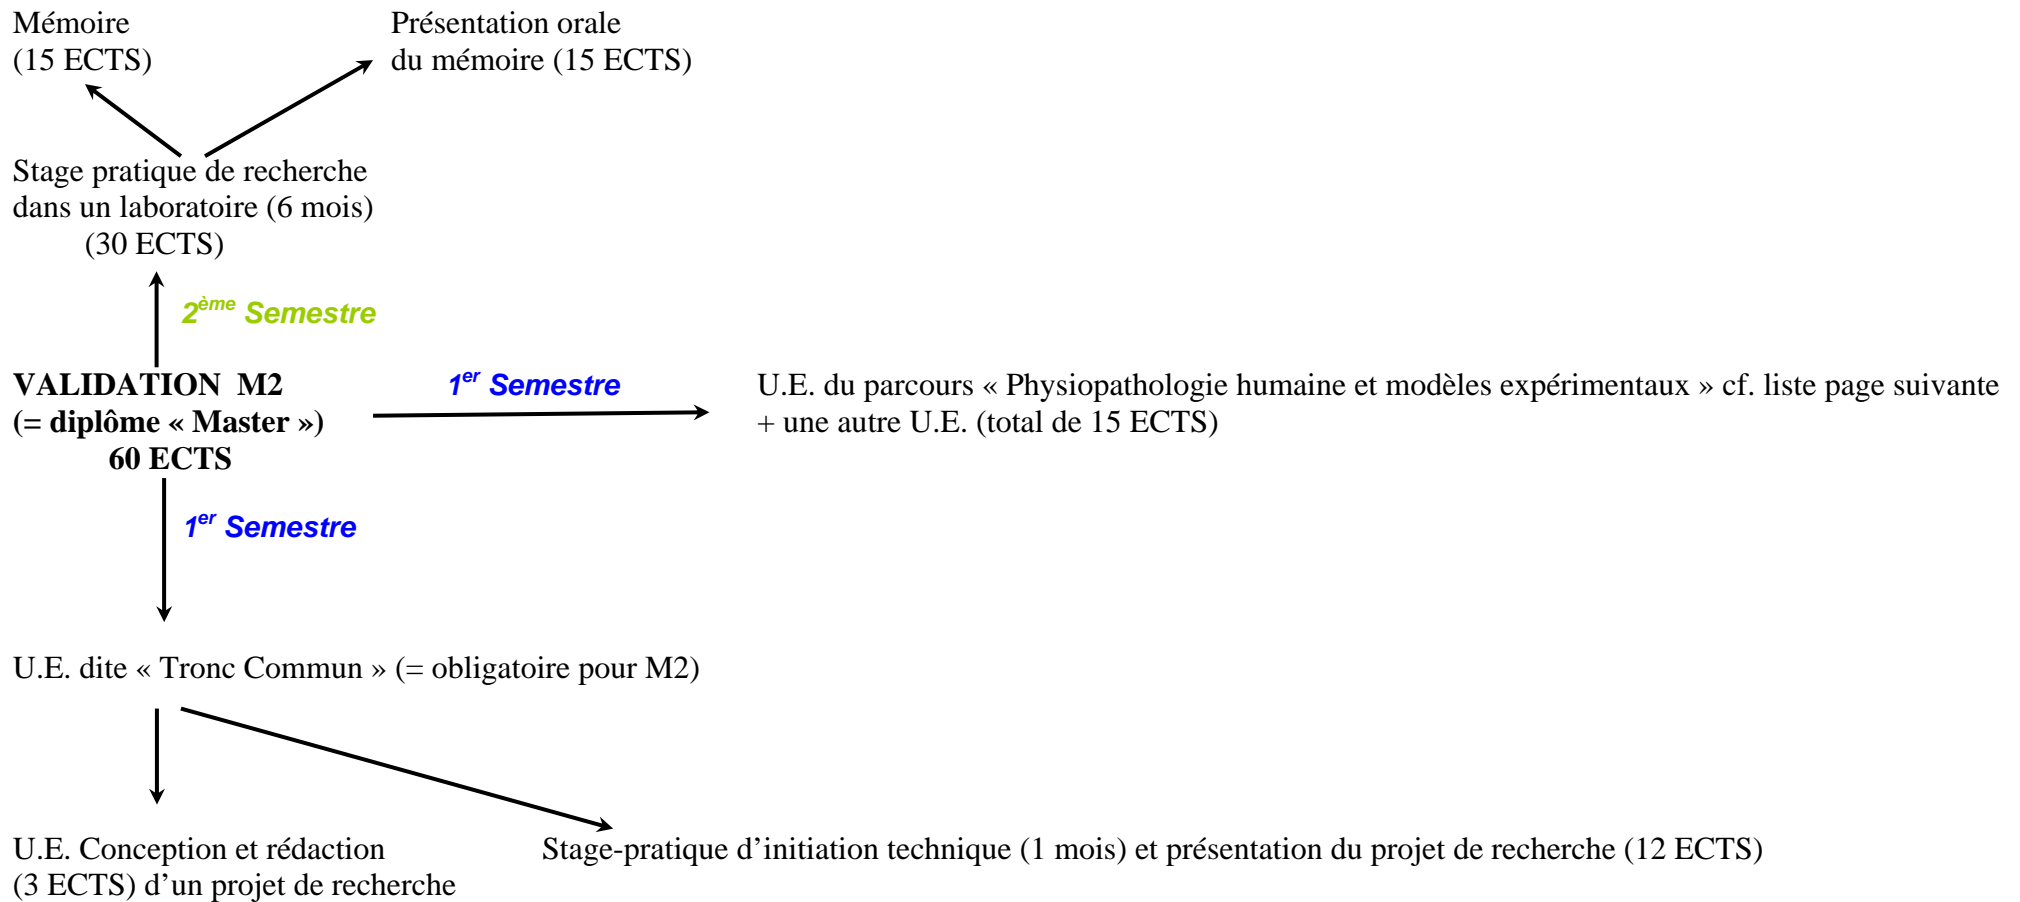 Mémoire
(15 ECTS)
Présentation orale
du mémoire (15 ECTS)
Stage pratique de recherche
dans un laboratoire (6 mois)
(30 ECTS)
2ème Semestre
VALIDATION  M2
(= diplôme « Master »)
60 ECTS
1er Semestre
U.E. du parcours « Physiopathologie humaine et modèles expérimentaux » cf. liste page suivante
+ une autre U.E. (total de 15 ECTS)
1er Semestre
U.E. dite « Tronc Commun » (= obligatoire pour M2)
U.E. Conception et rédaction
(3 ECTS) d’un projet de recherche
Stage-pratique d’initiation technique (1 mois) et présentation du projet de recherche (12 ECTS)